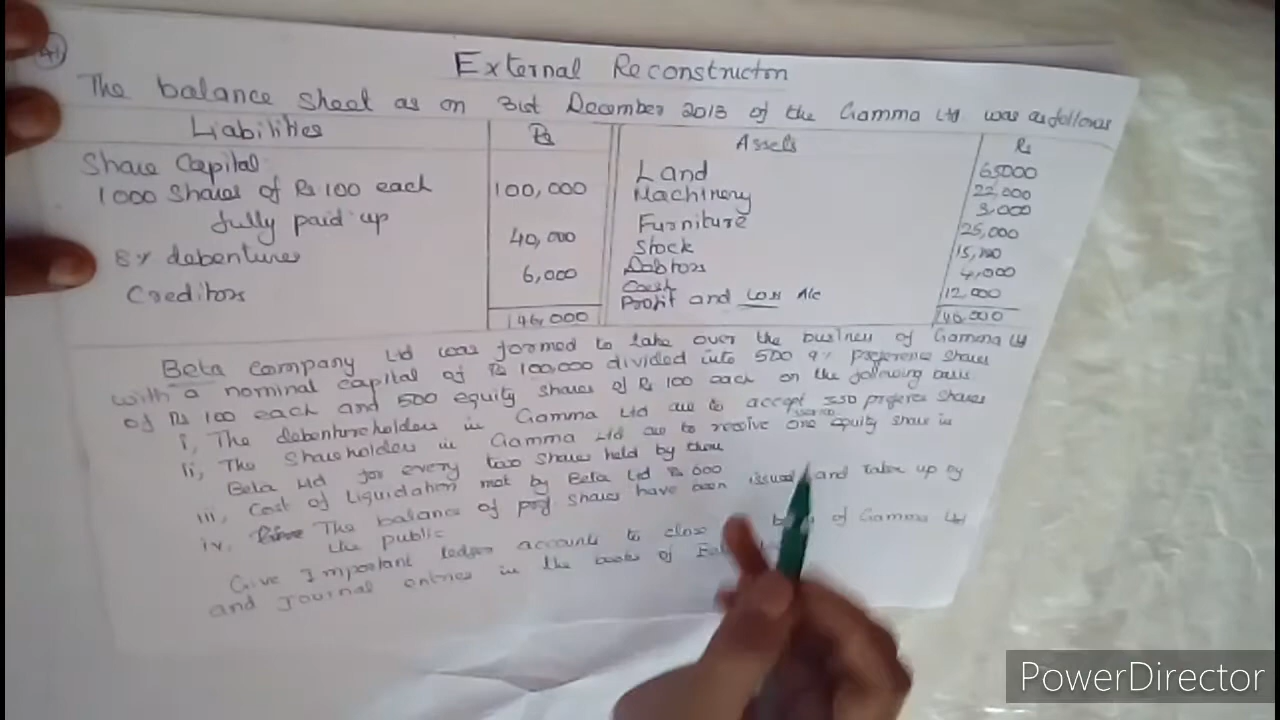 41
External Reconstructon
The balance sheet as on 31st December 2013 of the Gamma Ltd was as follows
Liabilities Rs Assets Rs
Share Capital
1000 Shares of Rs 100 each 100,000 Land 65000
fully paid up Machinery 22,000
8% debentures 40,000 Furniture 3,000
Creditors 6,000 Stock 25,000
Debtors
Cash 4,000
Profit and Loss A/c 12,000
146,000 146,000
Beta Company Ltd was formed to take over the business of Gamma Ltd
with a nominal capital of Rs 100,000 divided into 500 9% preference shares
of Rs 100 each and 500 equity shares of Rs 100 each on the following basis
i, The debentureholders in Gamma Ltd are to accept preference shares
ii, The Shareholders in Gamma Ltd are to receive one equity share in
Beta Ltd for every two shares held by them
iii, Cost of Liquidation met by Beta Ltd Rs 600
iv. The balance of pref shares have been issued and taken up by
the public
Give Important ledger accounts to close of Gamma Ltd
and Journal entries in the books of
PowerDirector